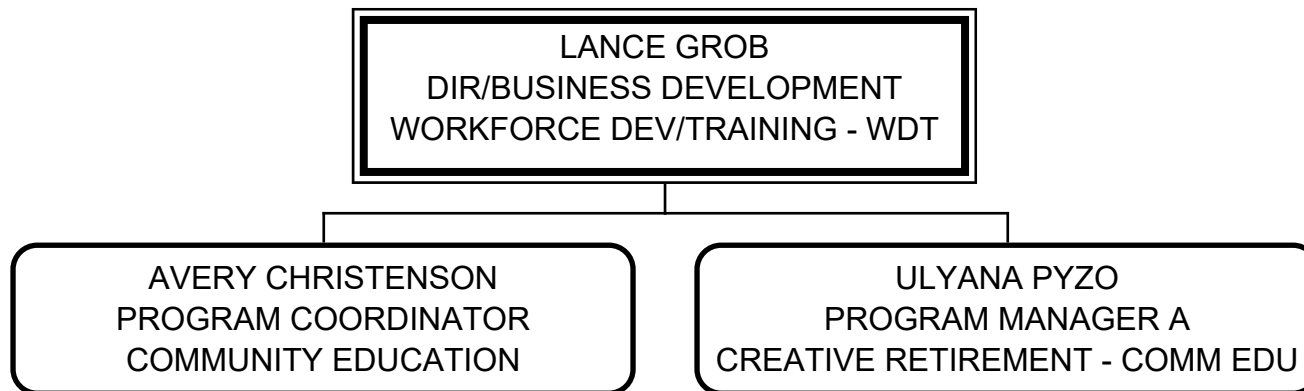 LANCE GROB
DIR/BUSINESS DEVELOPMENT
WORKFORCE DEV/TRAINING - WDT
AVERY CHRISTENSON
PROGRAM COORDINATOR
COMMUNITY EDUCATION
ULYANA PYZO
PROGRAM MANAGER A
CREATIVE RETIREMENT - COMM EDU